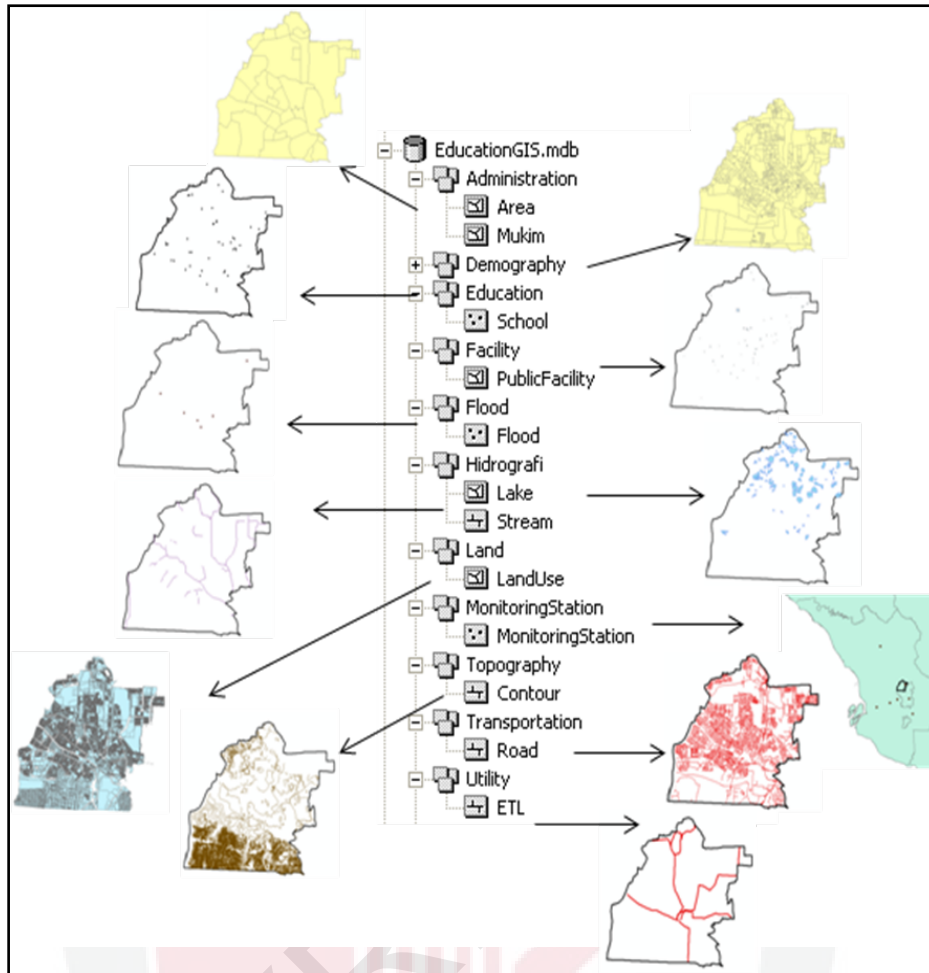 EducationGIS.mdb
Administration
Area
Mukim
Demography
Education
School
Facility
PublicFacility
Flood
Flood
Hidrografi
Lake
Stream
Land
LandUse
MonitoringStation
MonitoringStation
Topography
Contour
Transportation
Road
Utility
ETL